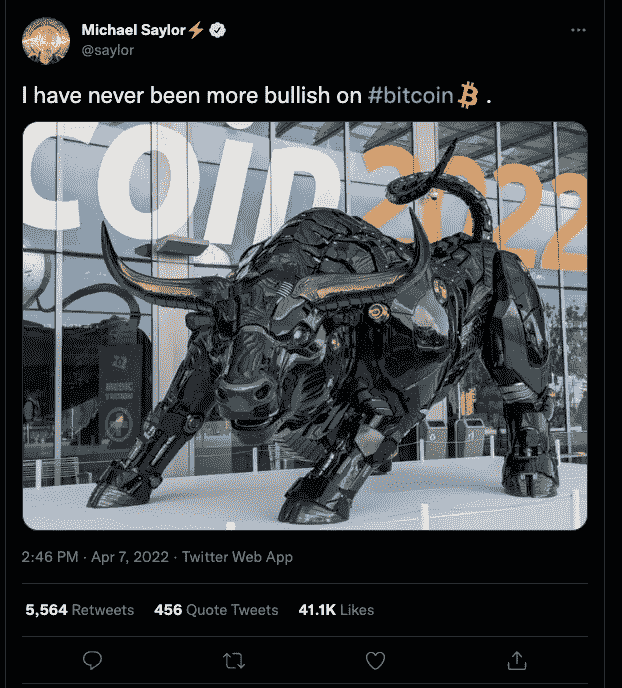 Michael Saylor⚡
@saylor
I have never been more bullish on #bitcoin₿ .
coin 2022
2:46 PM · Apr 7, 2022 · Twitter Web App
5,564 Retweets 456 Quote Tweets 41.1K Likes